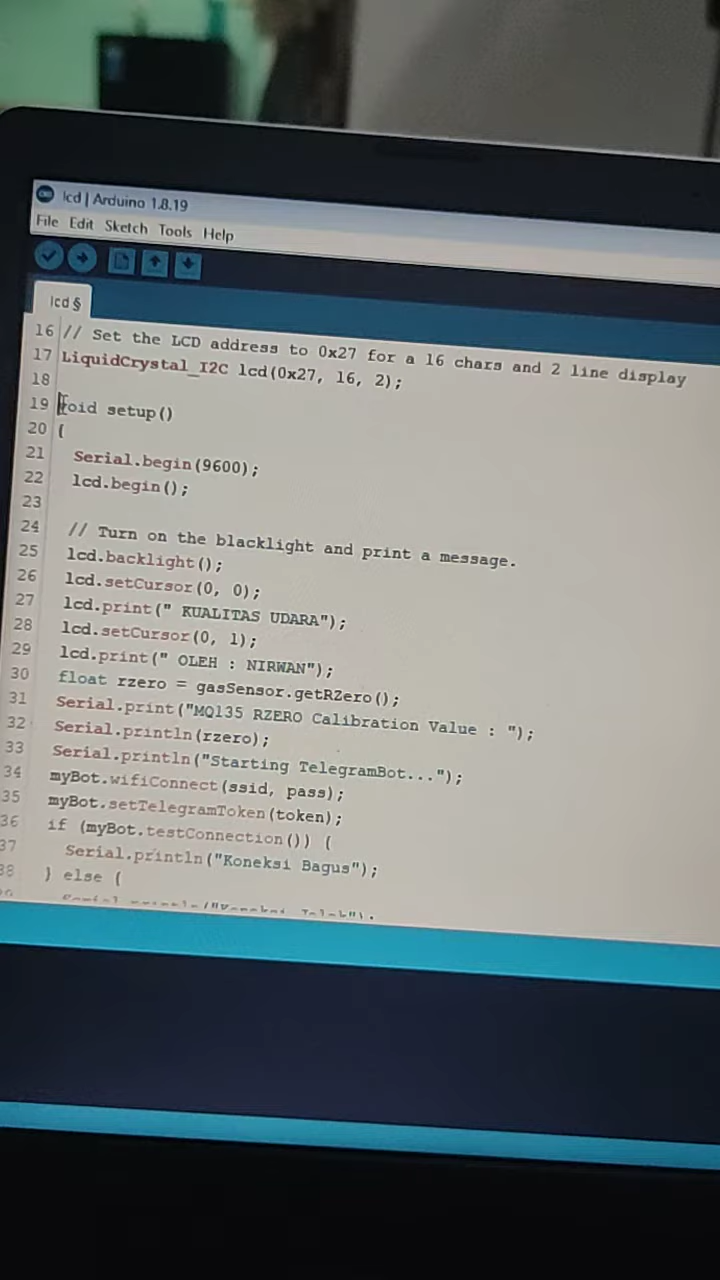 lcd | Arduino 1.8.19
File Edit Sketch Tools Help
lcd §
16 // Set the LCD address to 0x27 for a 16 chars and 2 line display
17 LiquidCrystal_I2C lcd(0x27, 16, 2);
18
19 void setup()
20 {
21 Serial.begin(9600);
22 lcd.begin();
23
24 // Turn on the blacklight and print a message.
25 lcd.backlight();
26 lcd.setCursor(0, 0);
27 lcd.print(" KUALITAS UDARA");
28 lcd.setCursor(0, 1);
29 lcd.print(" OLEH : NIRWAN");
30 float rzero = gasSensor.getRZero();
31 Serial.print("MQ135 RZERO Calibration Value : ");
32 Serial.println(rzero);
33 Serial.println("Starting TelegramBot...");
34 myBot.wifiConnect(ssid, pass);
35 myBot.setTelegramToken(token);
36 if (myBot.testConnection()) {
37 Serial.println("Koneksi Bagus");
38 } else {